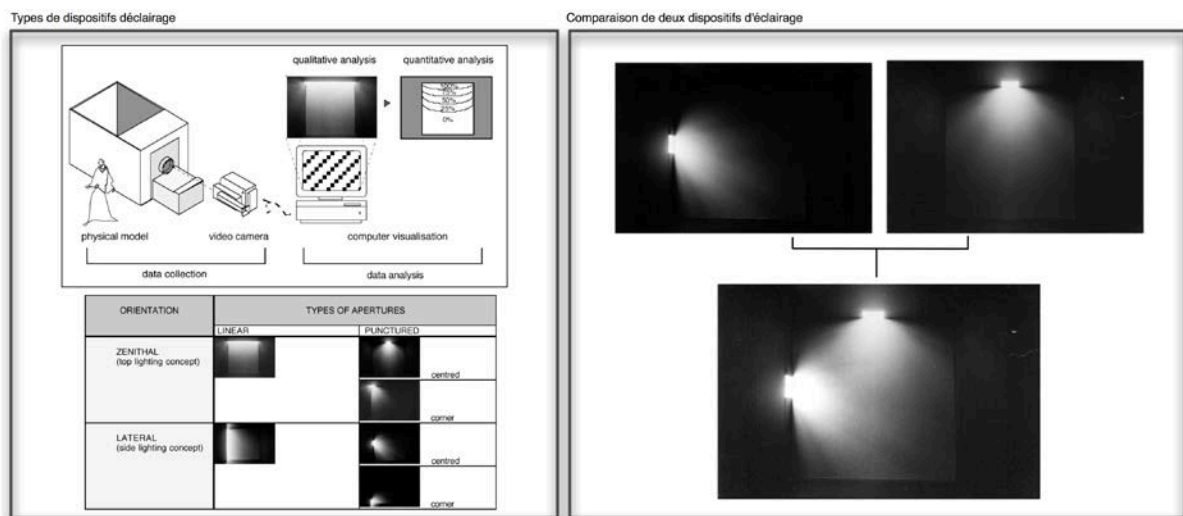 Types de dispositifs déclairage
qualitative analysis
quantitative analysis
100%
75%
50%
25%
0%
physical model
video camera
computer visualisation
data collection
data analysis
ORIENTATION
TYPES OF APERTURES
LINEAR
PUNCTURED
ZENITHAL
(top lighting concept)
centred
corner
LATERAL
(side lighting concept)
centred
corner
Comparaison de deux dispositifs d'éclairage